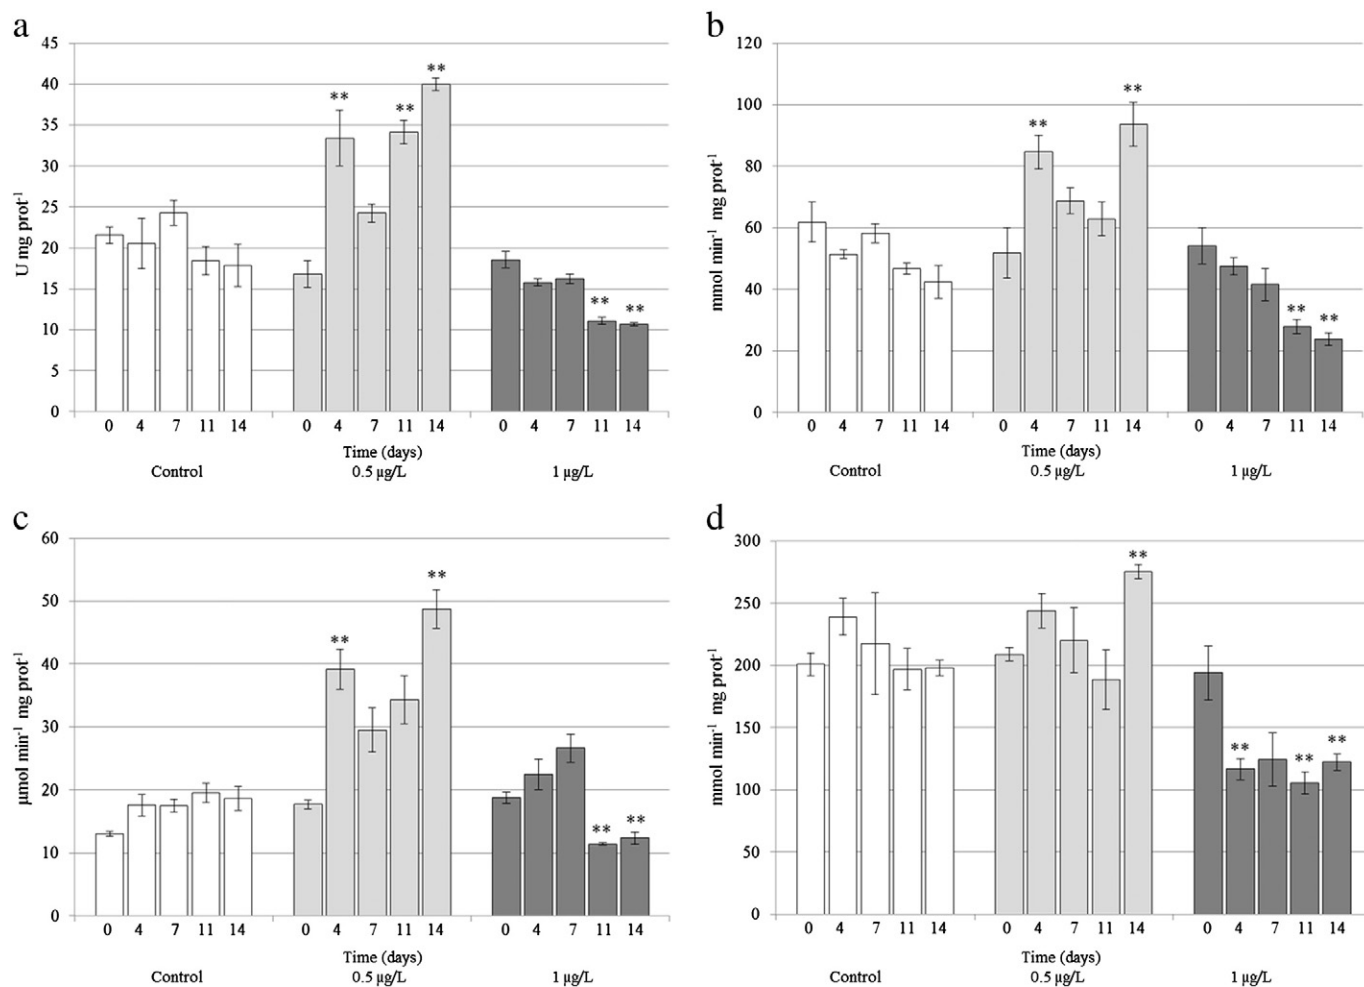 a
45
40
35
30
25
20
15
10
5
0
U mg prot-1
** ** **
** **
0 4 7 11 14 0 4 7 11 14 0 4 7 11 14
Time (days)
Control 0.5 µg/L 1 µg/L
b
120
100
80
60
40
20
0
mmol min-1 mg prot-1
** **
** **
0 4 7 11 14 0 4 7 11 14 0 4 7 11 14
Time (days)
Control 0.5 µg/L 1 µg/L
c
60
50
40
30
20
10
0
µmol min-1 mg prot-1
** **
** **
0 4 7 11 14 0 4 7 11 14 0 4 7 11 14
Time (days)
Control 0.5 µg/L 1 µg/L
d
300
250
200
150
100
50
0
mmol min-1 mg prot-1
**
** ** **
0 4 7 11 14 0 4 7 11 14 0 4 7 11 14
Time (days)
Control 0.5 µg/L 1 µg/L